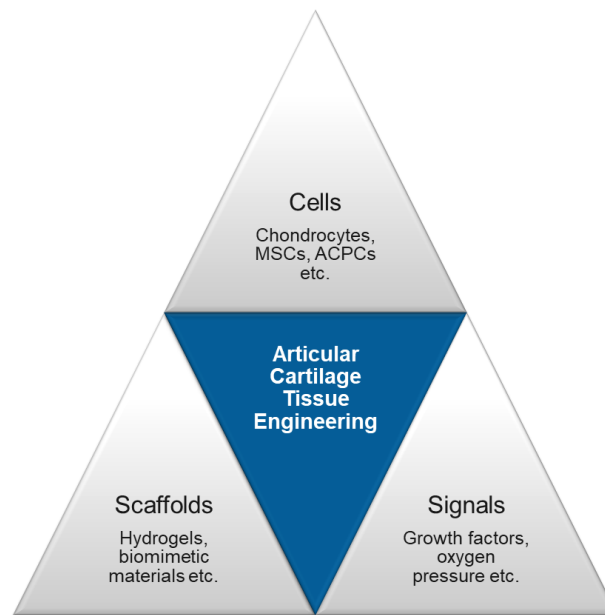 Cells
Chondrocytes,
MSCs, ACPCs
etc.
Articular
Cartilage
Tissue
Engineering
Scaffolds
Hydrogels,
biomimetic
materials etc.
Signals
Growth factors,
oxygen
pressure etc.